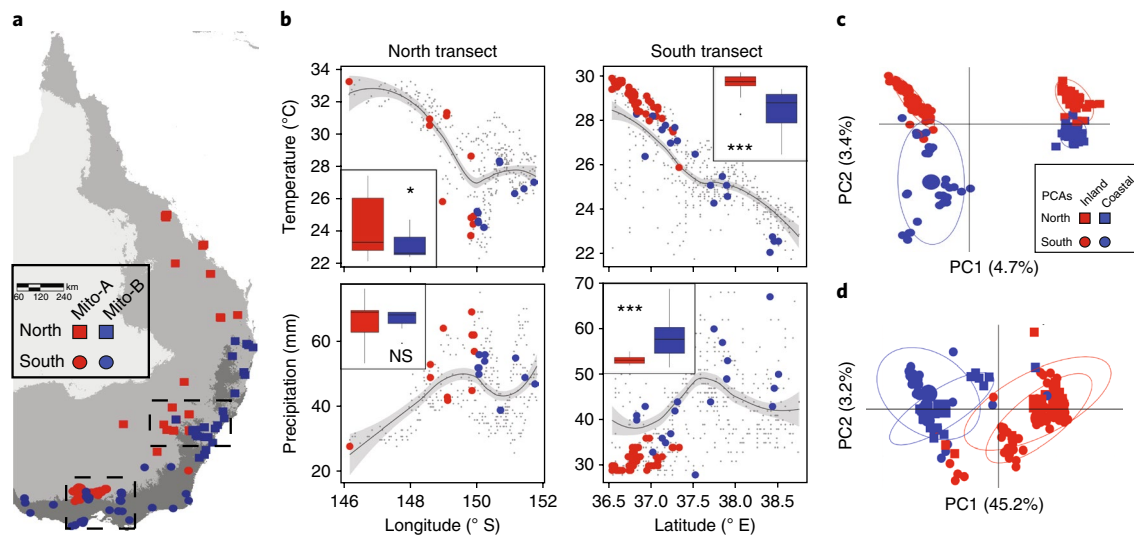 a
60 120 240 km
Mito-A
Mito-B
North
South
b
North transect
South transect
Temperature (°C)
34
32
30
28
26
24
22
*
30
28
26
24
22
***
Precipitation (mm)
80
60
40
20
NS
70
60
50
40
30
***
146
148
150
152
Longitude (° S)
36.5
37.0
37.5
38.0
38.5
Latitude (° E)
c
PC2 (3.4%)
PC1 (4.7%)
PCAs
Inland
Coastal
North
South
d
PC2 (3.2%)
PC1 (45.2%)